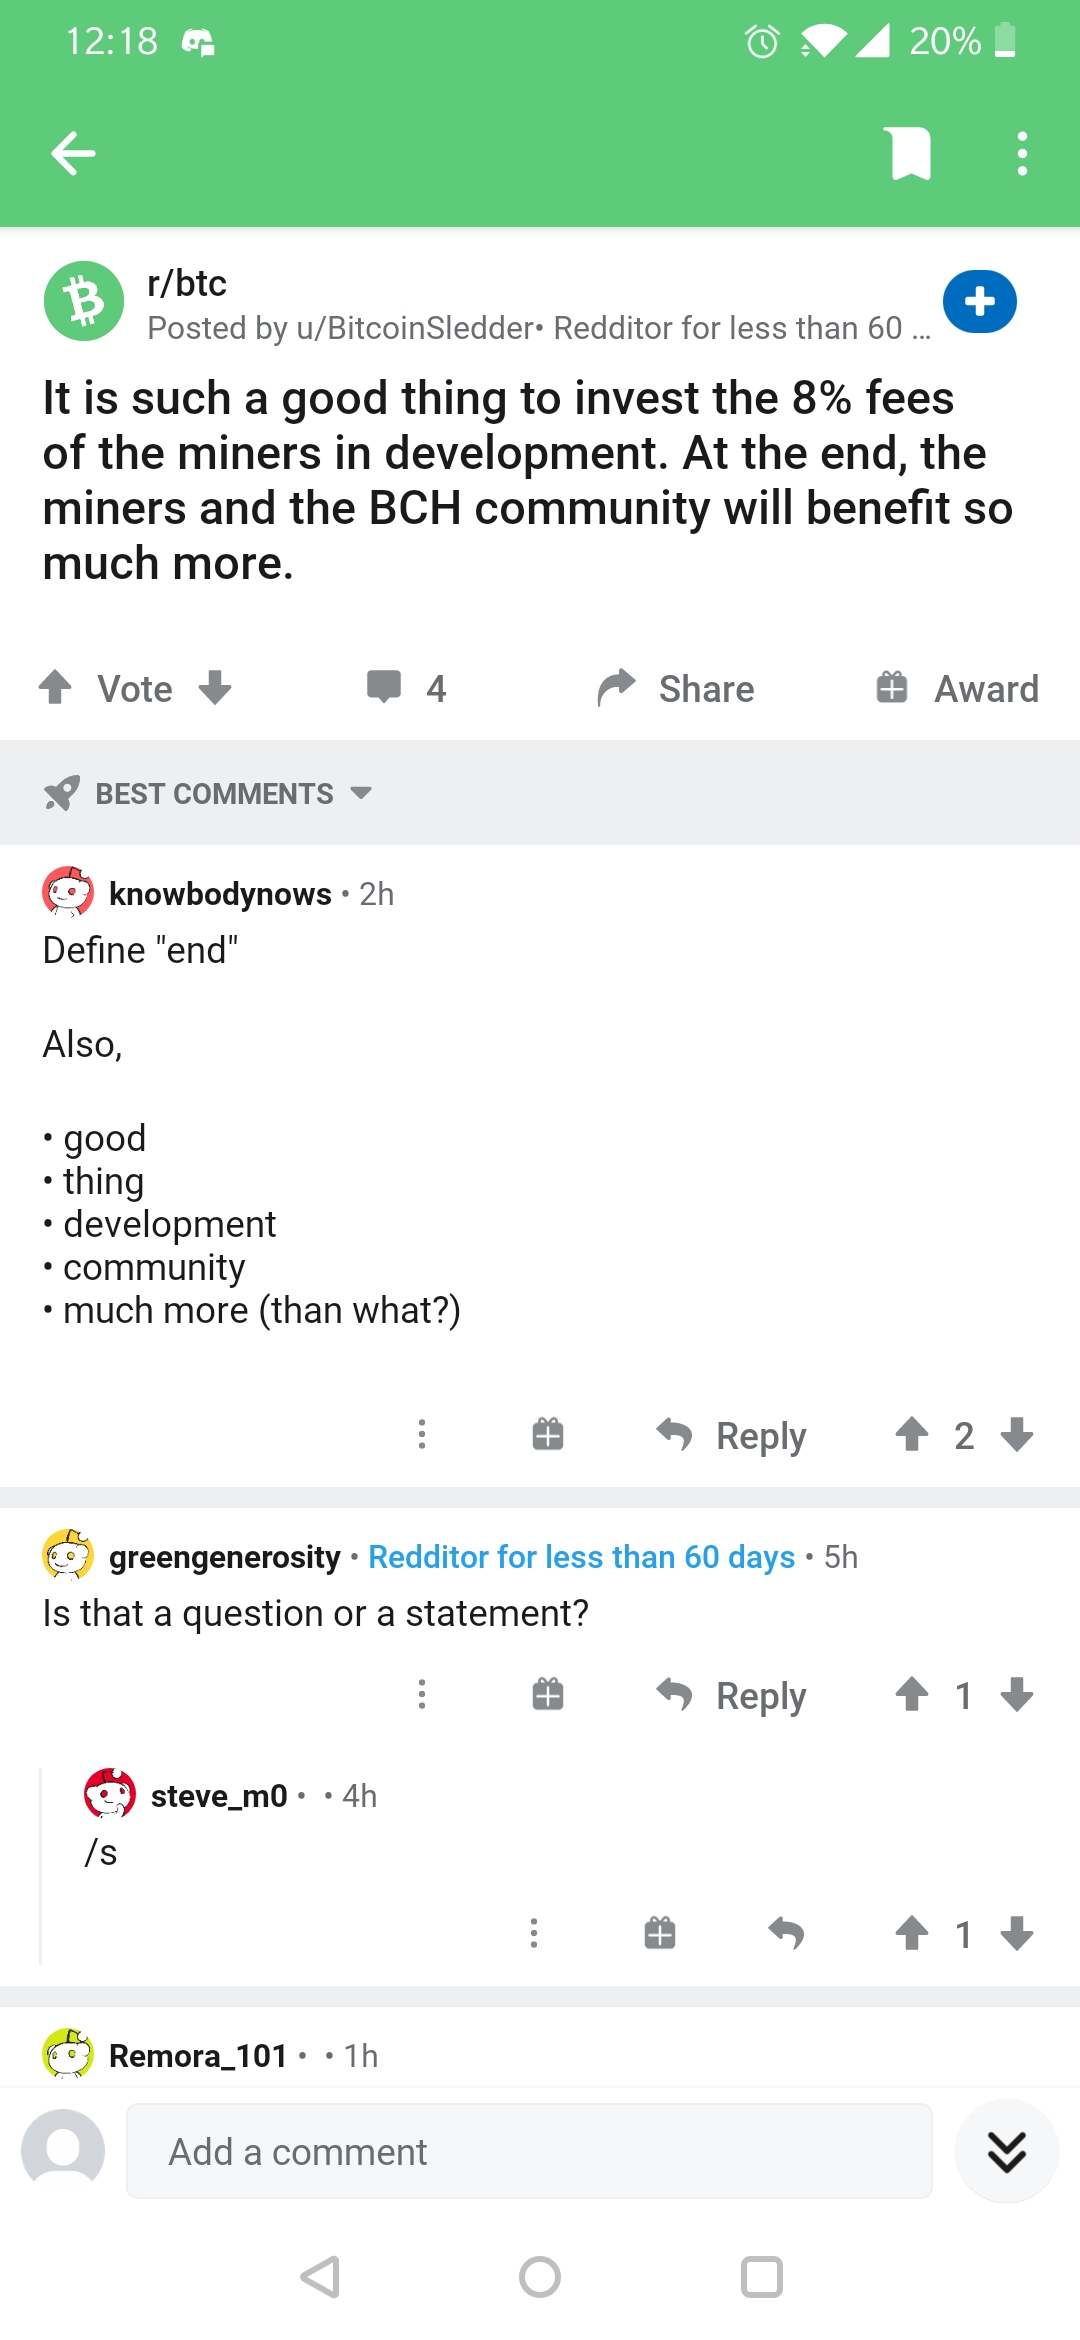 12:18
20%
r/btc
Posted by u/BitcoinSledder• Redditor for less than 60 ...
It is such a good thing to invest the 8% fees
of the miners in development. At the end, the
miners and the BCH community will benefit so
much more.
Vote
4
Share
Award
BEST COMMENTS
knowbodynows • 2h
Define "end"
Also,
• good
• thing
• development
• community
• much more (than what?)
Reply
2
greengenerosity • Redditor for less than 60 days • 5h
Is that a question or a statement?
Reply
1
steve_m0 • • 4h
/s
1
Remora_101 • • 1h
Add a comment